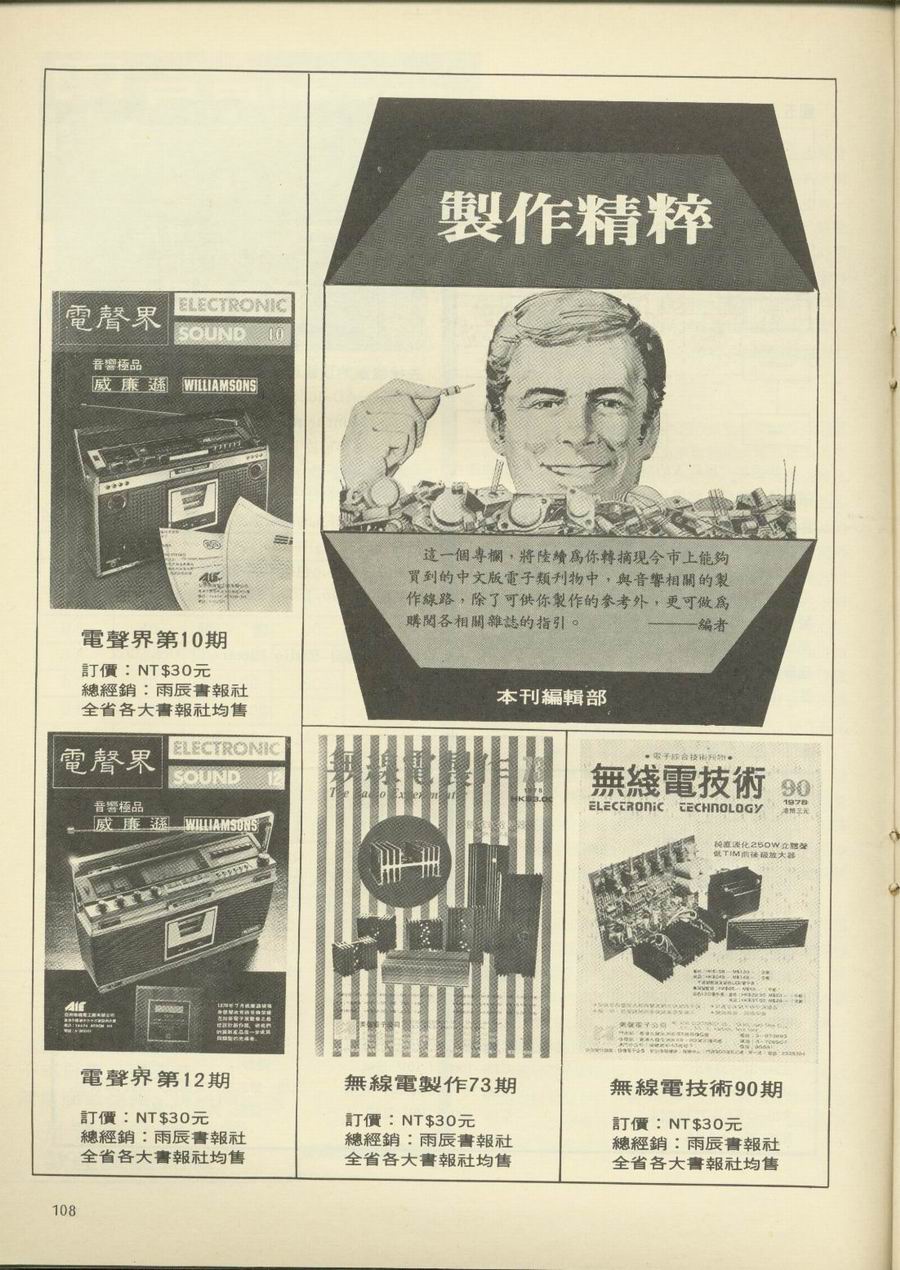 製作精粹
這一個專欄，將陸續爲你轉摘現今市上能夠
買到的中文版電子類刊物中，與音響相關的製
作線路，除了可供你製作的參考外，更可做爲
購閱各相關雜誌的指引。 ———編者
本刊編輯部
電聲界
ELECTRONIC
SOUND 10
音響極品
威廉遜 WILLIAMSONS
電聲界第10期
訂價：NT$30元
總經銷：雨辰書報社
全省各大書報社均售
電聲界
ELECTRONIC
SOUND 12
音響極品
威廉遜 WILLIAMSONS
電聲界第12期
訂價：NT$30元
總經銷：雨辰書報社
全省各大書報社均售
無線電製作 73
The Radio Experimenter
1978
無線電製作73期
訂價：NT$30元
總經銷：雨辰書報社
全省各大書報社均售
•電子綜合技術刊物•
無綫電技術
90
1978
港幣三元
ELECTRONIC TECHNOLOGY
純直流化250W立體聲
低TIM前後級放大器
無線電技術90期
訂價：NT$30元
總經銷：雨辰書報社
全省各大書報社均售
108